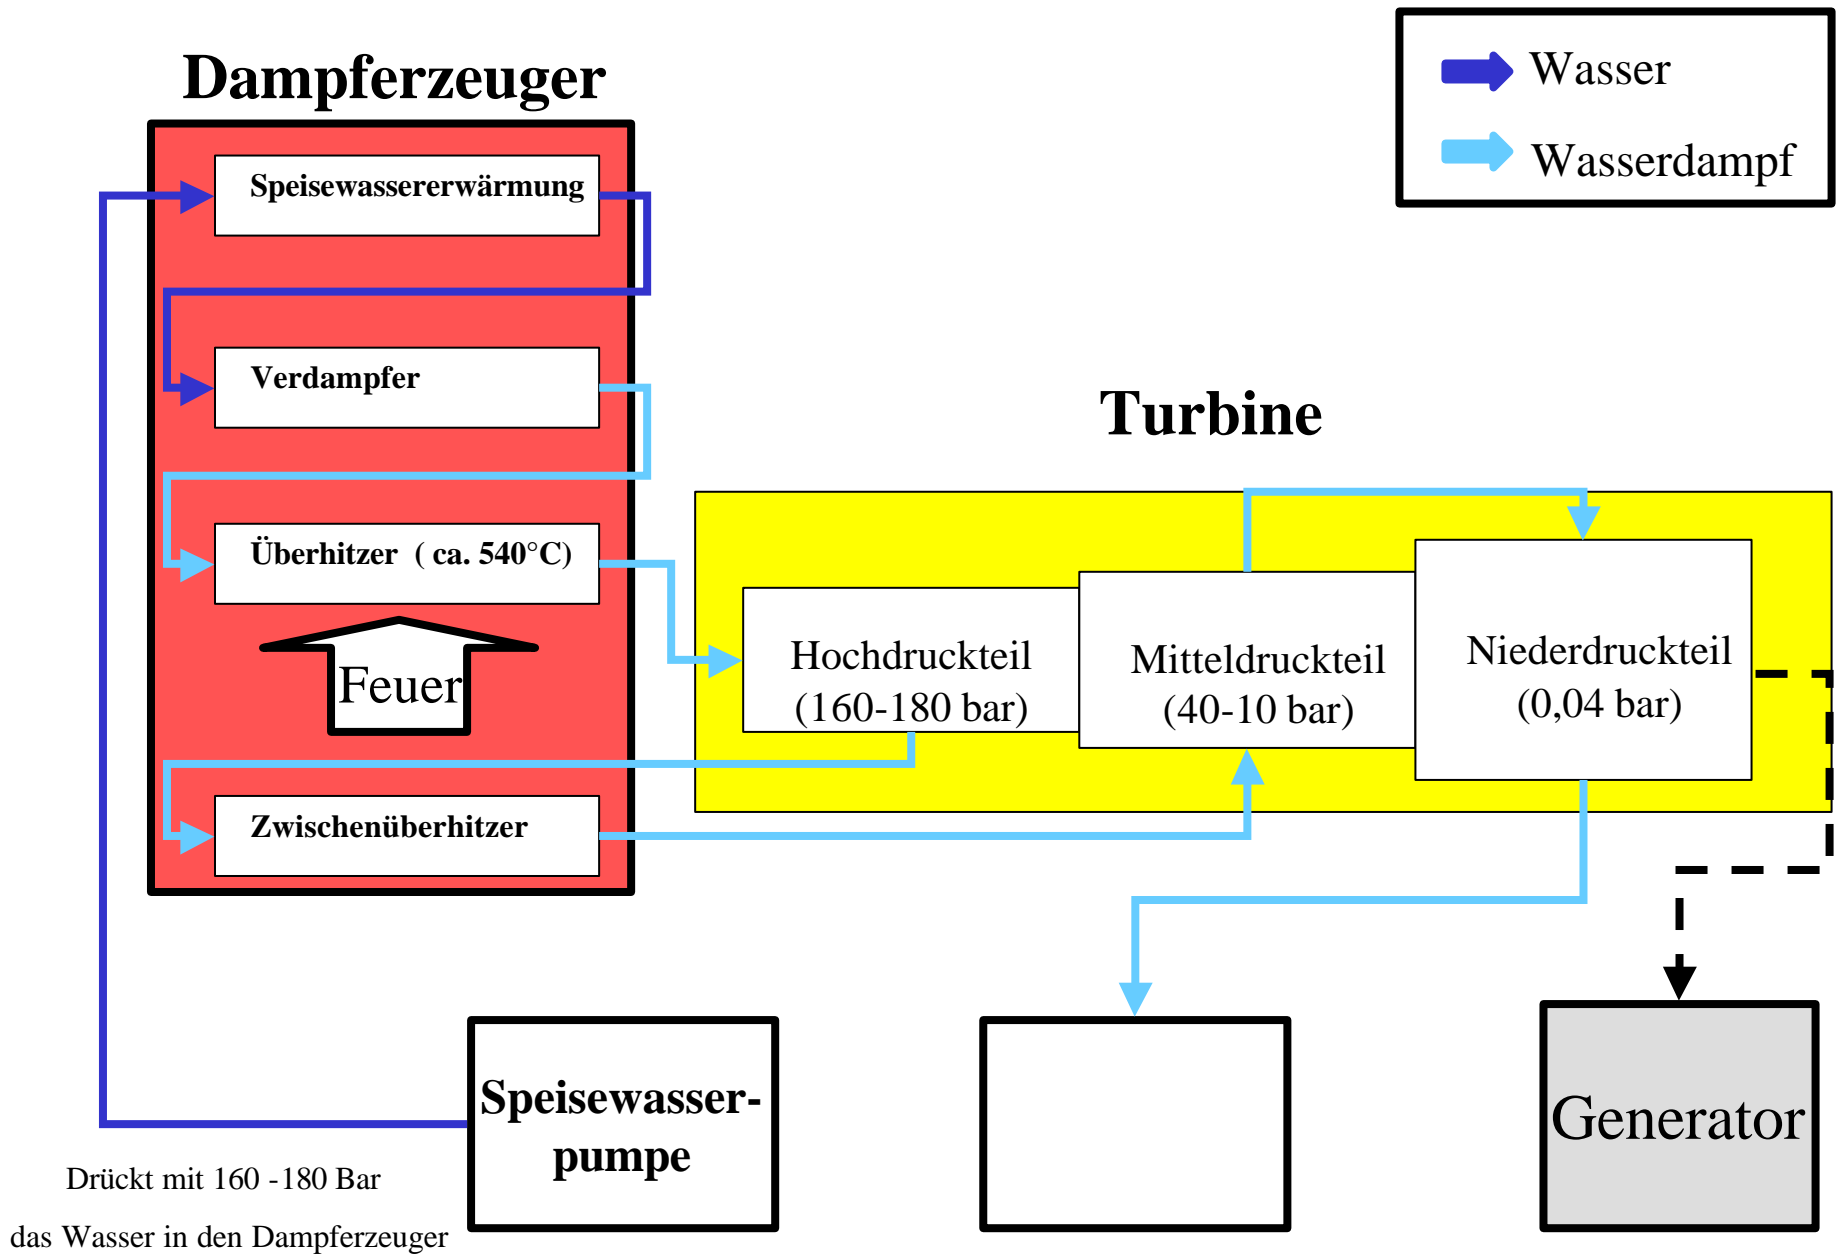 Dampferzeuger
Wasser
Wasserdampf
Speisewassererwärmung
Verdampfer
Überhitzer  ( ca. 540°C)
Feuer
Zwischenüberhitzer
Turbine
Hochdruckteil
(160-180 bar)
Mitteldruckteil
(40-10 bar)
Niederdruckteil
(0,04 bar)
Speisewasser-
pumpe
Generator
Drückt mit 160 -180 Bar
das Wasser in den Dampferzeuger